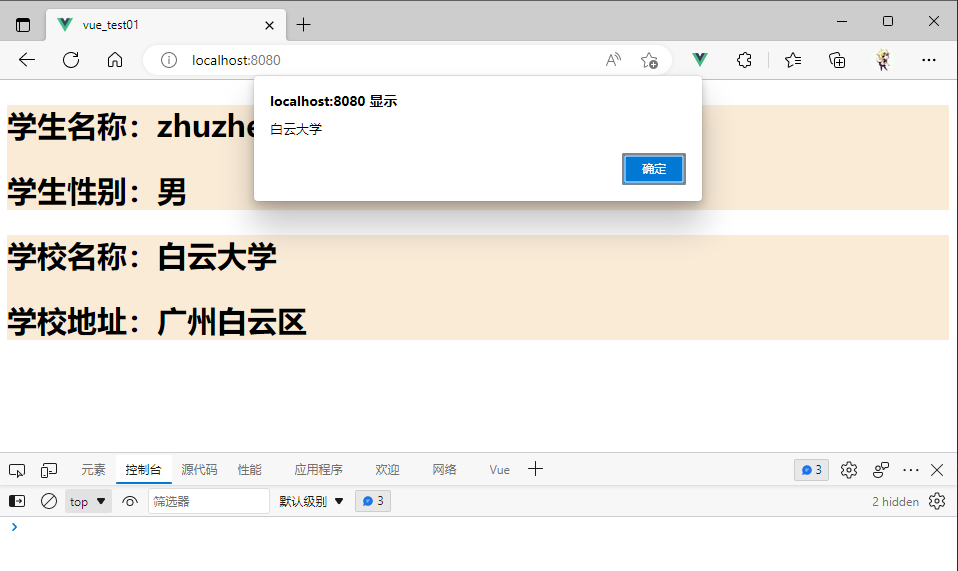 vue_test01
localhost:8080
localhost:8080 显示
白云大学
确定
学生名称：zhuzhe
学生性别：男
学校名称：白云大学
学校地址：广州白云区
元素 控制台 源代码 性能 应用程序 欢迎 网络 Vue 3
top 筛选器 默认级别 3 2 hidden